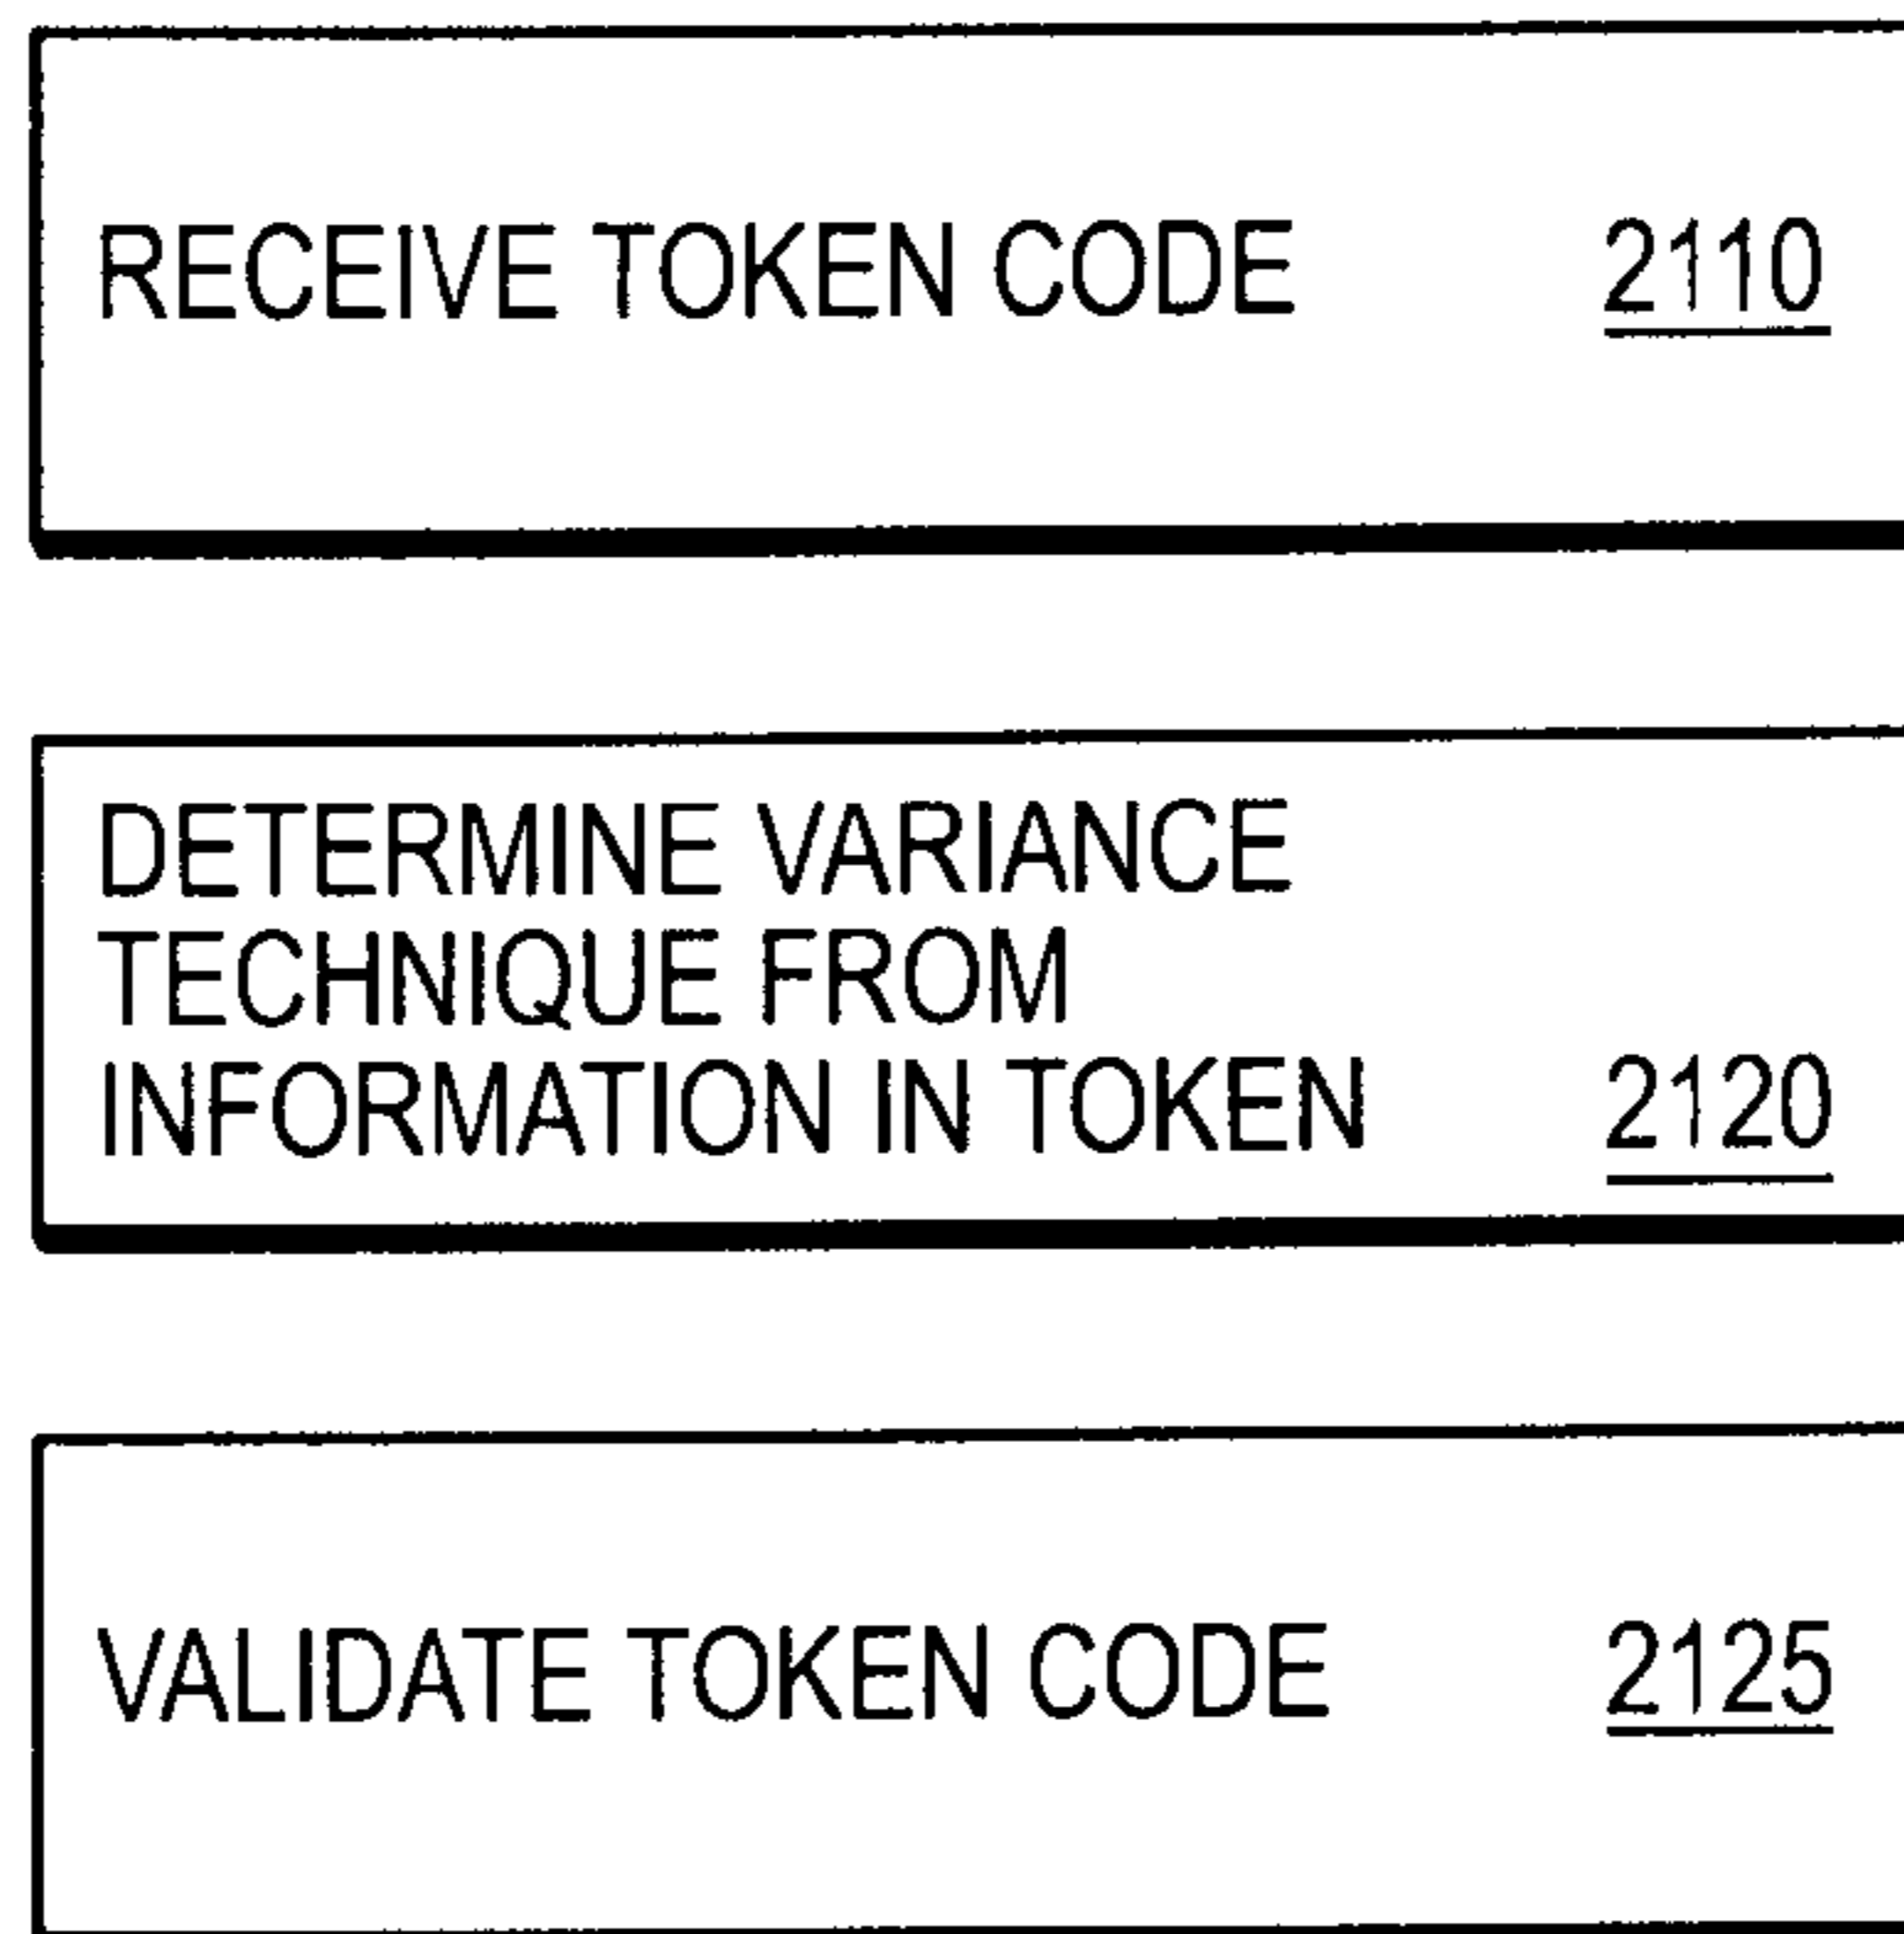 RECEIVE TOKEN CODE 2110
DETERMINE VARIANCE
TECHNIQUE FROM
INFORMATION IN TOKEN 2120
VALIDATE TOKEN CODE 2125